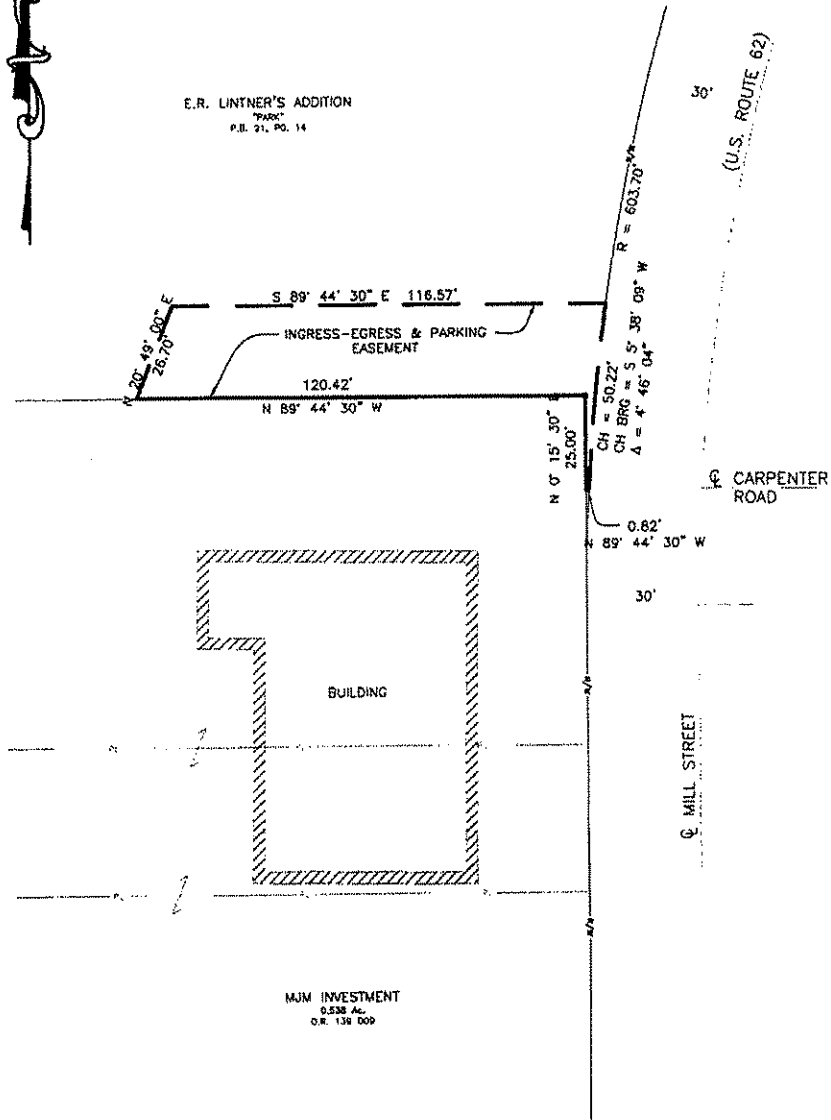 E.R. LINTNER'S ADDITION
"PARK"
P.B. 21, PG. 14
30'
(U.S. ROUTE 62)
R = 603.70'
S 89° 44' 30" E 116.57'
N 20° 49' 00" E
26.70'
INGRESS-EGRESS & PARKING
EASEMENT
120.42'
N 89° 44' 30" W
N 0° 15' 30" E
25.00'
CH = 50.22'
CH BRG = S 5° 38' 09" W
Δ = 4° 46' 04"
℄ CARPENTER
ROAD
0.82'
N 89° 44' 30" W
30'
BUILDING
℄ MILL STREET
MJM INVESTMENT
0.538 Ac.
O.R. 139 D09